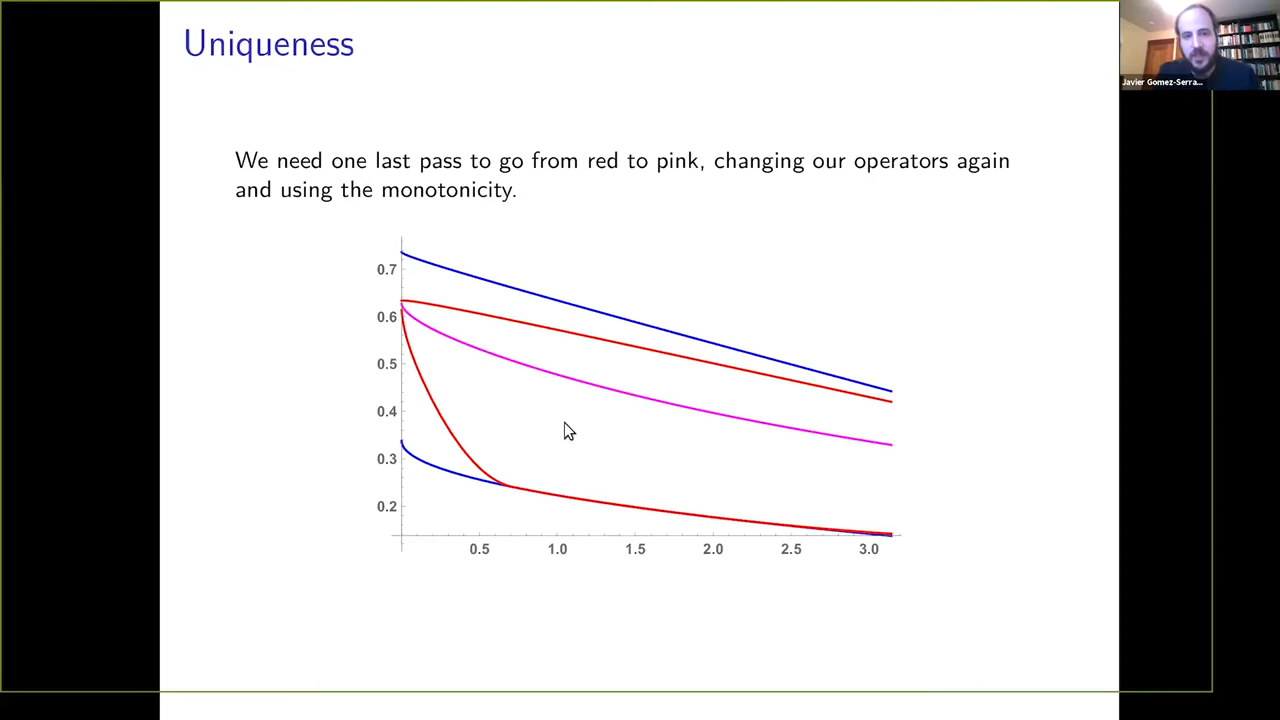 Uniqueness
Javier Gomez-Serra...
We need one last pass to go from red to pink, changing our operators again
and using the monotonicity.
0.7
0.6
0.5
0.4
0.3
0.2
0.5 1.0 1.5 2.0 2.5 3.0